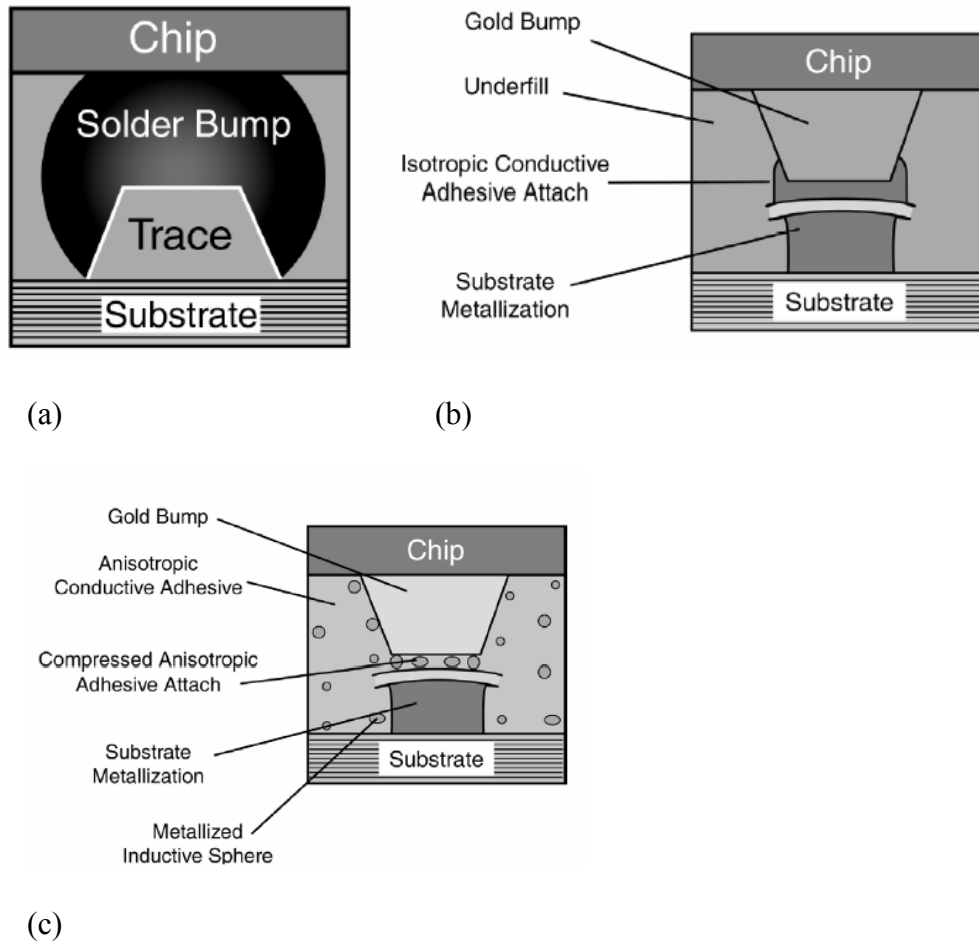 Chip
Solder Bump
Trace
Substrate
Gold Bump
Chip
Underfill
Isotropic Conductive
Adhesive Attach
Substrate
Metallization
Substrate
(a)
(b)
Gold Bump
Chip
Anisotropic
Conductive Adhesive
Compressed Anisotropic
Adhesive Attach
Substrate
Metallization
Substrate
Metallized
Inductive Sphere
(c)